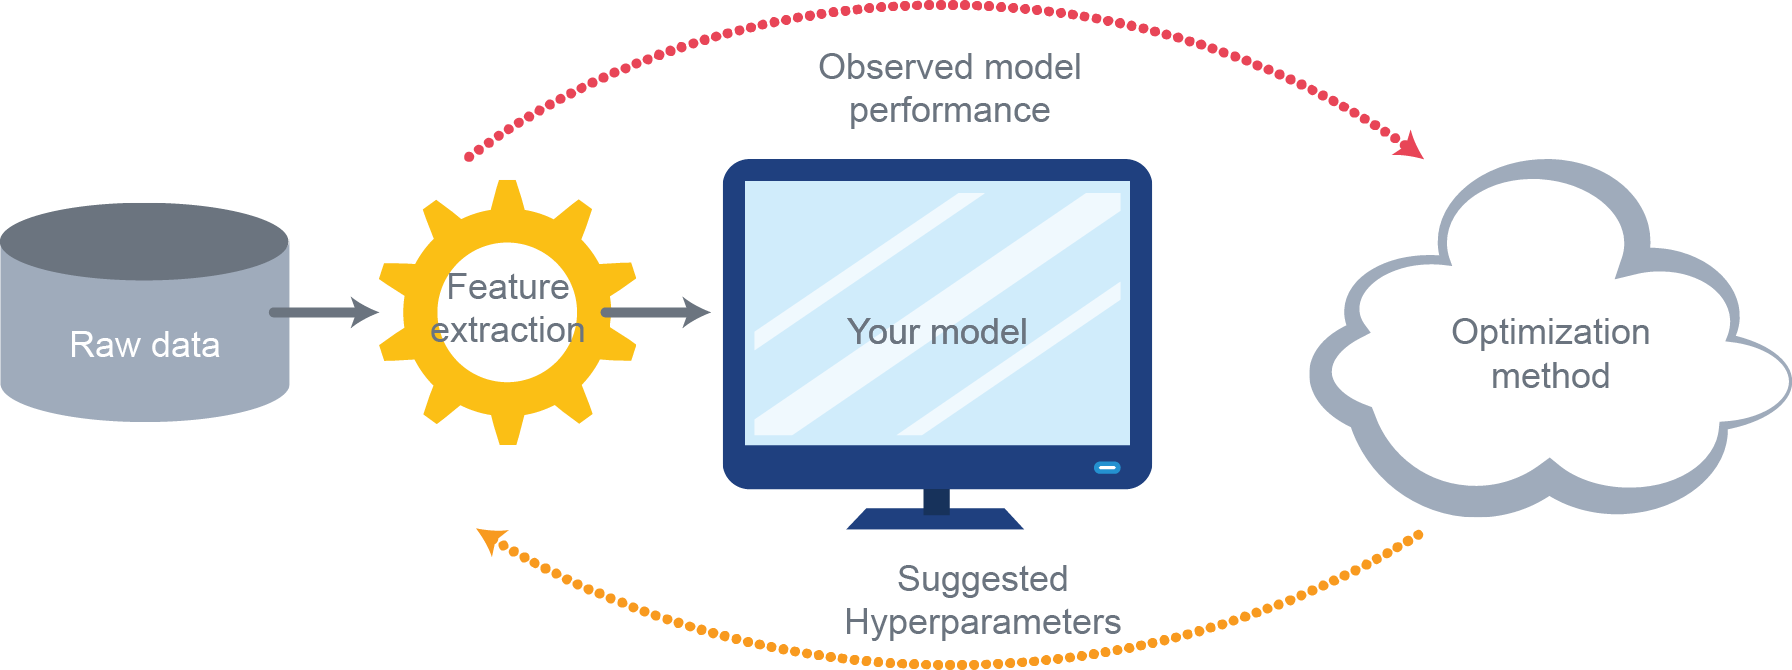 Observed model
performance
Raw data
Feature
extraction
Your model
Optimization
method
Suggested
Hyperparameters